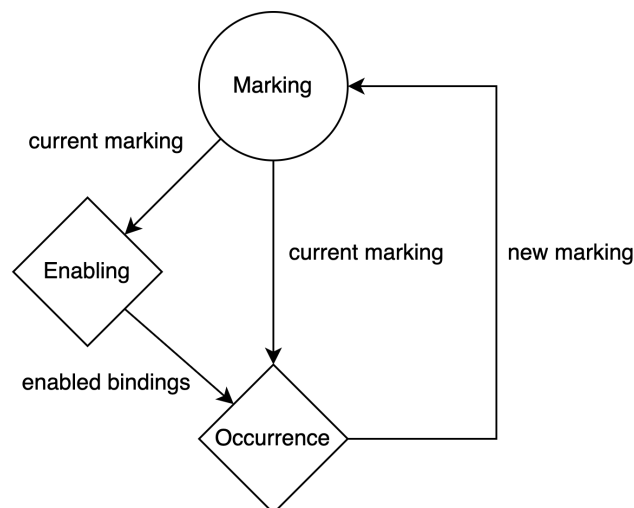 Marking
current marking
Enabling
current marking
new marking
enabled bindings
Occurrence